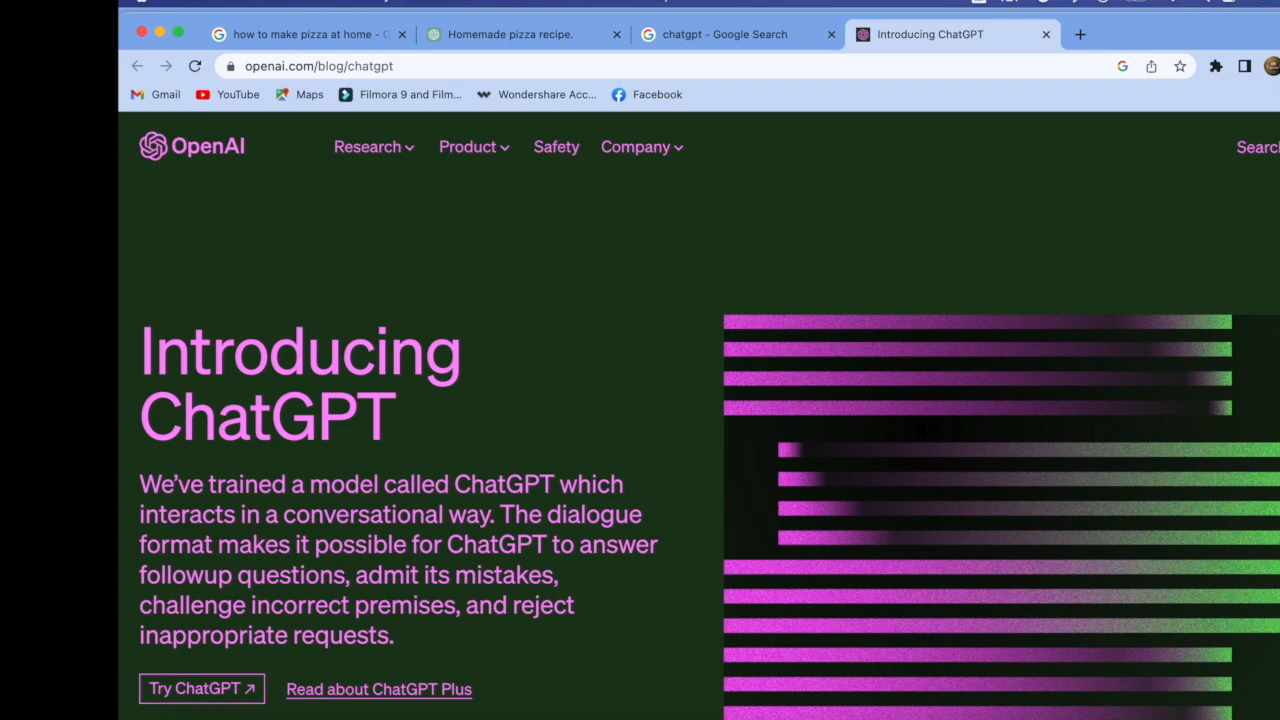 how to make pizza at home - G
Homemade pizza recipe.
chatgpt - Google Search
Introducing ChatGPT
openai.com/blog/chatgpt
Gmail
YouTube
Maps
Filmora 9 and Film...
Wondershare Acc...
Facebook
OpenAI
Research
Product
Safety
Company
Search
Introducing
ChatGPT
We’ve trained a model called ChatGPT which
interacts in a conversational way. The dialogue
format makes it possible for ChatGPT to answer
followup questions, admit its mistakes,
challenge incorrect premises, and reject
inappropriate requests.
Try ChatGPT ↗
Read about ChatGPT Plus